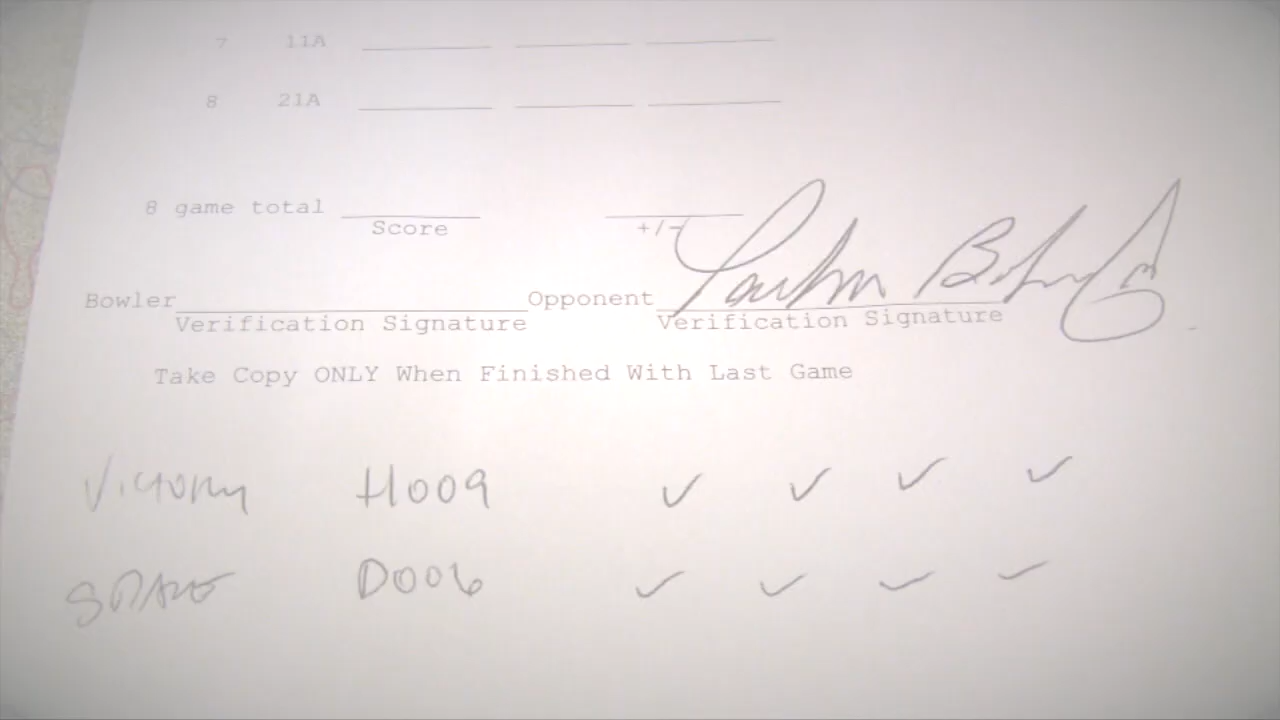 7 11A
8 21A
8 game total
Score +/-
Bowler Opponent
Verification Signature Verification Signature
Take Copy ONLY When Finished With Last Game
VICTORY H009 ✓ ✓ ✓ ✓
SPARE D006 ✓ ✓ ✓ ✓